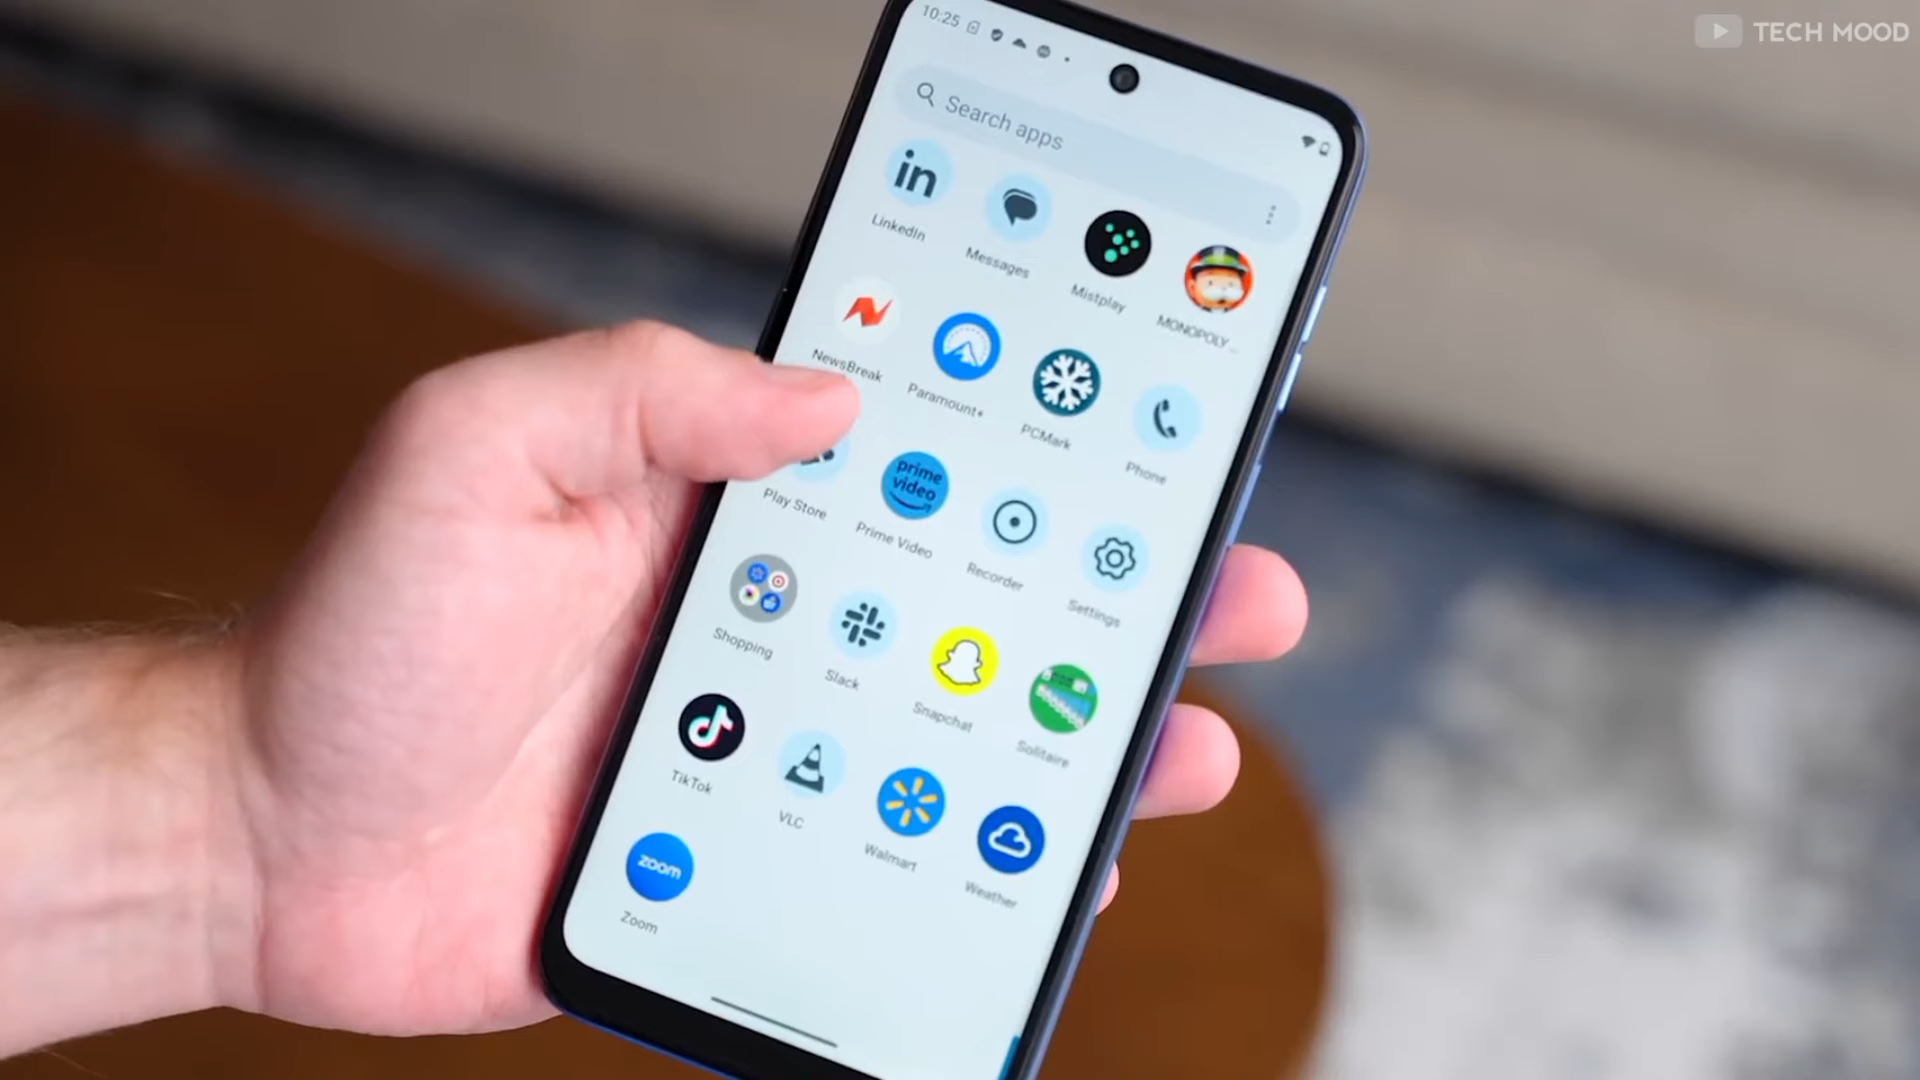 TECH MOOD
10:25
Search apps
in
LinkedIn
Messages
Mistplay
MONOPOLY...
NewsBreak
Paramount+
PCMark
Phone
Play Store
prime
video
Prime Video
Recorder
Settings
Shopping
Slack
Snapchat
Solitaire
TikTok
VLC
Walmart
Weather
zoom
Zoom